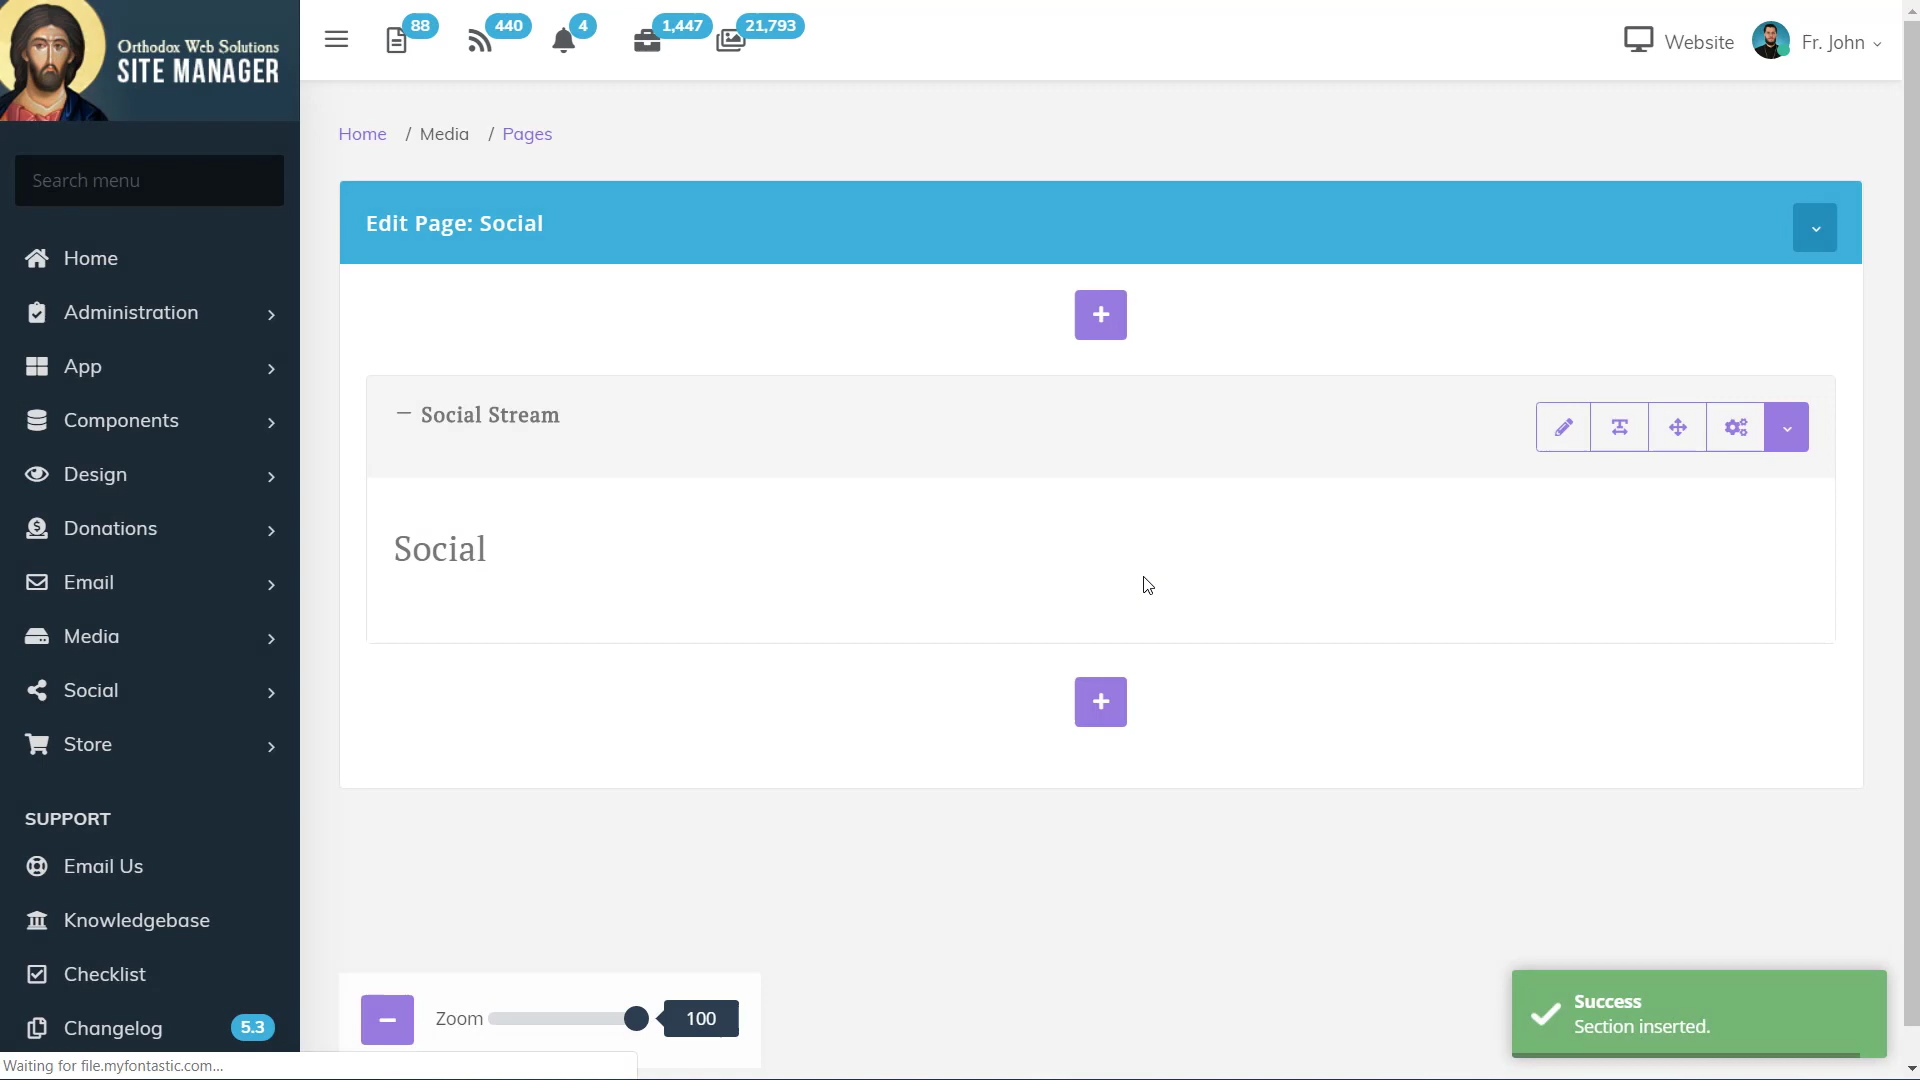 88
440
4
1,447
21,793
Website
Fr. John
Orthodox Web Solutions
SITE MANAGER
Search menu
Home
Administration
App
Components
Design
Donations
Email
Media
Social
Store
SUPPORT
Email Us
Knowledgebase
Checklist
Changelog 5.3
Home / Media / Pages
Edit Page: Social
Social Stream
Social
Zoom 100
Success
Section inserted.
Waiting for file.myfontastic.com...